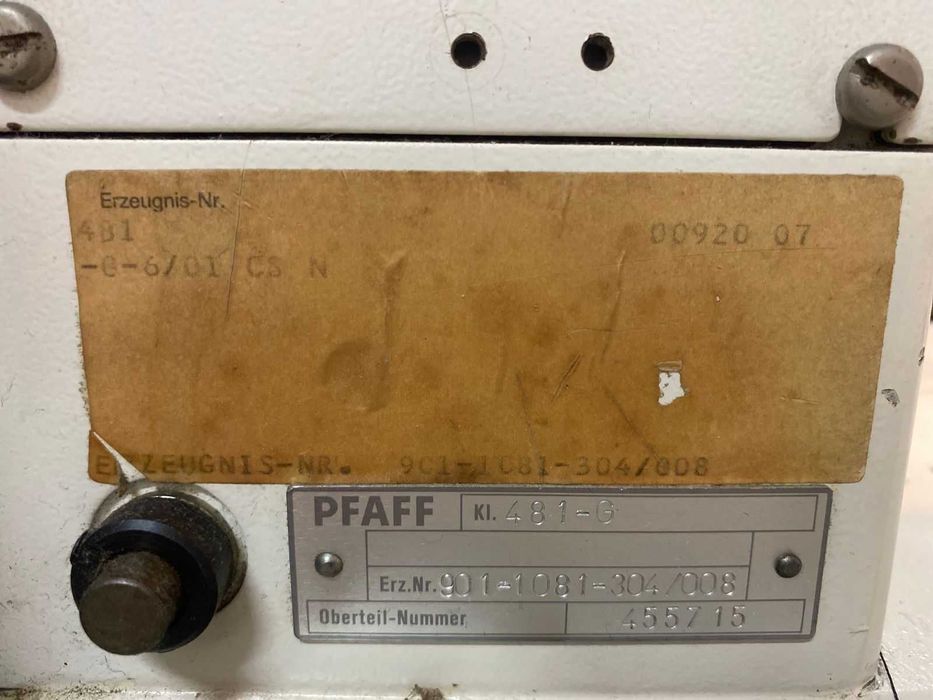 Erzeugnis-Nr.
481 00920 07
-G-6/01 CS N
ERZEUGNIS-NR. 901-1081-304/008
PFAFF Kl. 481-G
Erz.Nr. 901-1081-304/008
Oberteil-Nummer 455715